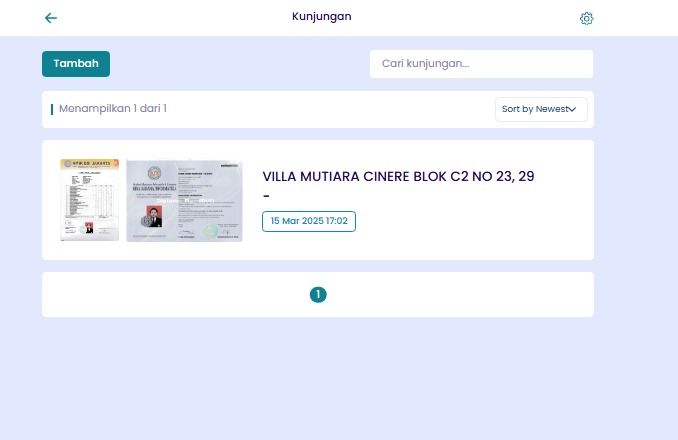 Kunjungan
Tambah
Cari kunjungan...
Menampilkan 1 dari 1
Sort by Newest
VILLA MUTIARA CINERE BLOK C2 NO 23, 29
-
15 Mar 2025 17:02
1